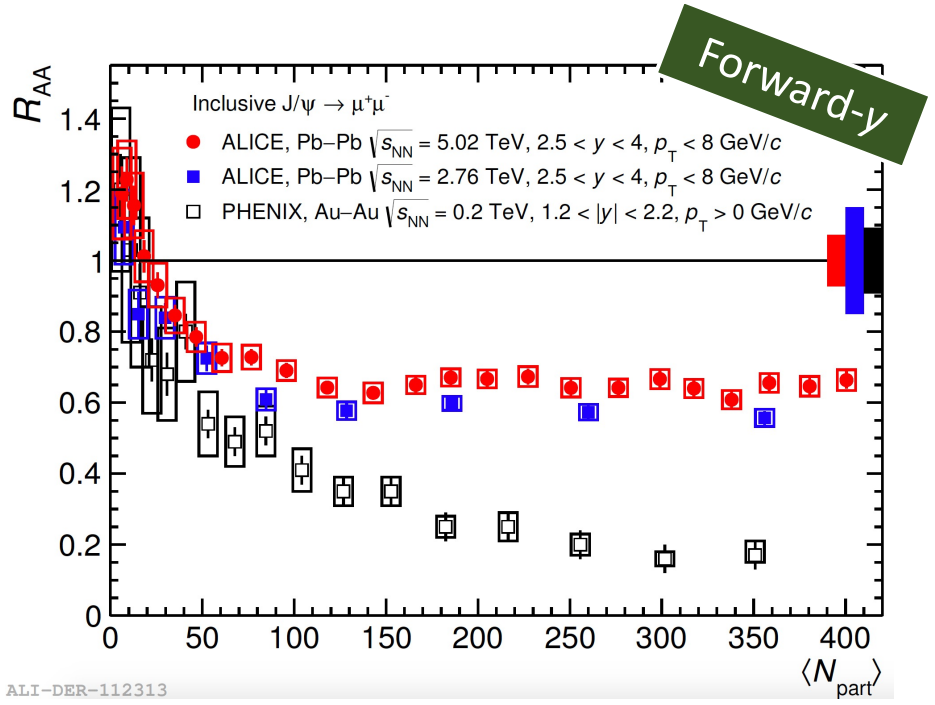 Forward-y
R_AA
Inclusive J/ψ → μ⁺μ⁻
ALICE, Pb–Pb √s_NN = 5.02 TeV, 2.5 < y < 4, p_T < 8 GeV/c
ALICE, Pb–Pb √s_NN = 2.76 TeV, 2.5 < y < 4, p_T < 8 GeV/c
PHENIX, Au–Au √s_NN = 0.2 TeV, 1.2 < |y| < 2.2, p_T > 0 GeV/c
1.4
1.2
1
0.8
0.6
0.4
0.2
0
0 50 100 150 200 250 300 350 400
⟨N_part⟩
ALI-DER-112313